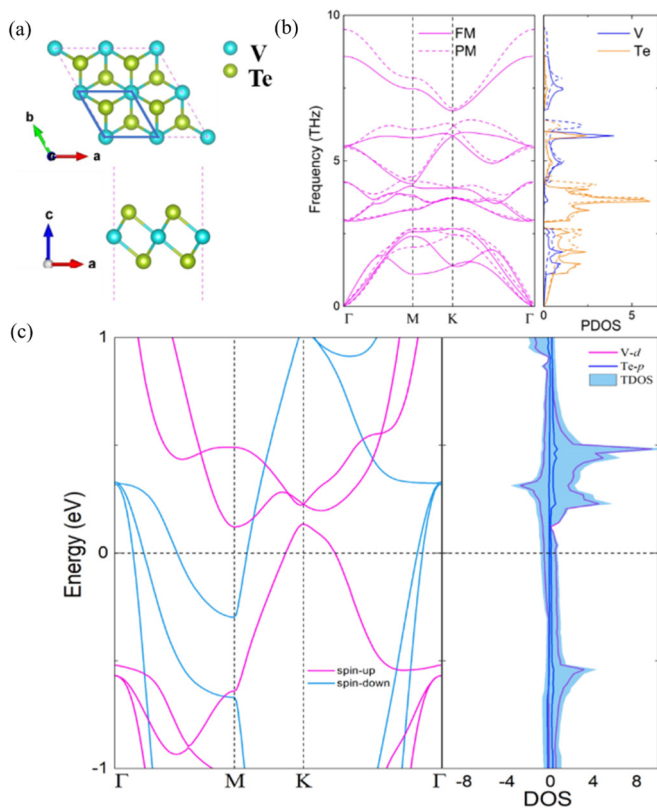 (a)
V
Te
b
c
a
c
a
(b)
FM
PM
V
Te
Frequency (THz)
10
5
0
Γ
M
K
Γ
0
5
PDOS
(c)
Energy (eV)
1
0
-1
spin-up
spin-down
Γ
M
K
Γ
V-d
Te-p
TDOS
-8
-4
0
4
8
DOS